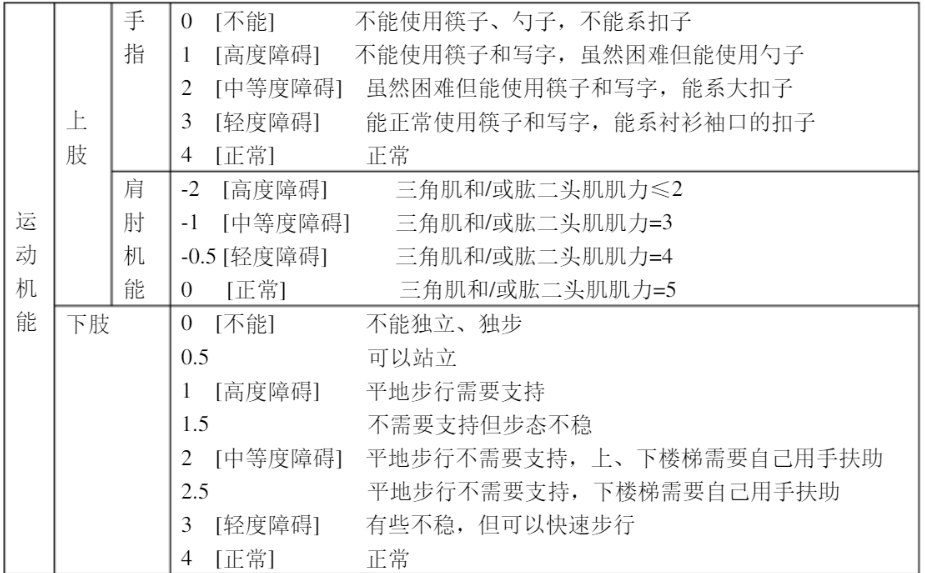 运动机能
上肢
手指
0 [不能] 不能使用筷子、勺子，不能系扣子
1 [高度障碍] 不能使用筷子和写字，虽然困难但能使用勺子
2 [中等度障碍] 虽然困难但能使用筷子和写字，能系大扣子
3 [轻度障碍] 能正常使用筷子和写字，能系衬衫袖口的扣子
4 [正常] 正常
肩肘机能
-2 [高度障碍] 三角肌和/或肱二头肌肌力≤2
-1 [中等度障碍] 三角肌和/或肱二头肌肌力=3
-0.5 [轻度障碍] 三角肌和/或肱二头肌肌力=4
0 [正常] 三角肌和/或肱二头肌肌力=5
下肢
0 [不能] 不能独立、独步
0.5 可以站立
1 [高度障碍] 平地步行需要支持
1.5 不需要支持但步态不稳
2 [中等度障碍] 平地步行不需要支持，上、下楼梯需要自己用手扶助
2.5 平地步行不需要支持，下楼梯需要自己用手扶助
3 [轻度障碍] 有些不稳，但可以快速步行
4 [正常] 正常